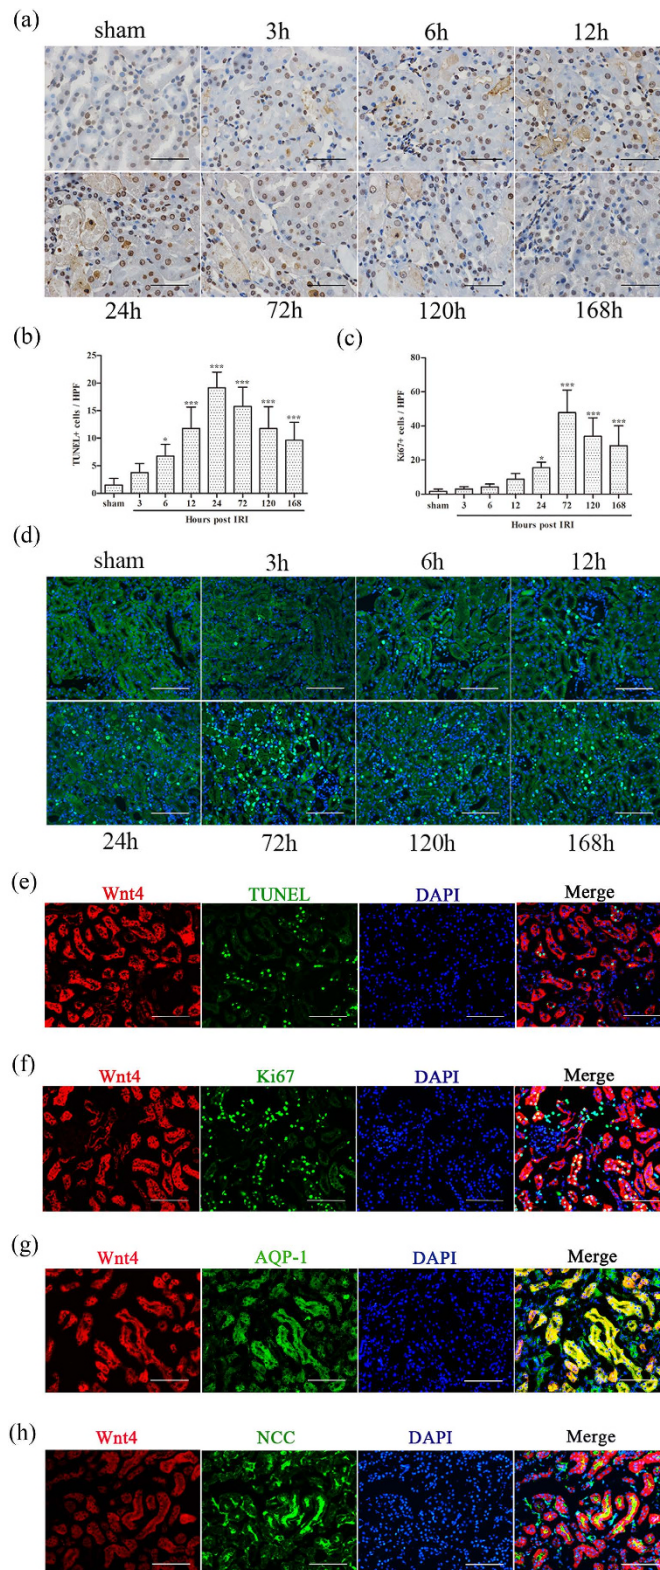 (a)
sham 3h 6h 12h
24h 72h 120h 168h
(b)
TUNEL+ cells / HPF
25
20
15
10
5
0
* *** *** *** *** ***
sham 3 6 12 24 72 120 168
Hours post IRI
(c)
Ki67+ cells / HPF
80
60
40
20
0
* *** *** ***
sham 3 6 12 24 72 120 168
Hours post IRI
(d)
sham 3h 6h 12h
24h 72h 120h 168h
(e)
Wnt4 TUNEL DAPI Merge
(f)
Wnt4 Ki67 DAPI Merge
(g)
Wnt4 AQP-1 DAPI Merge
(h)
Wnt4 NCC DAPI Merge